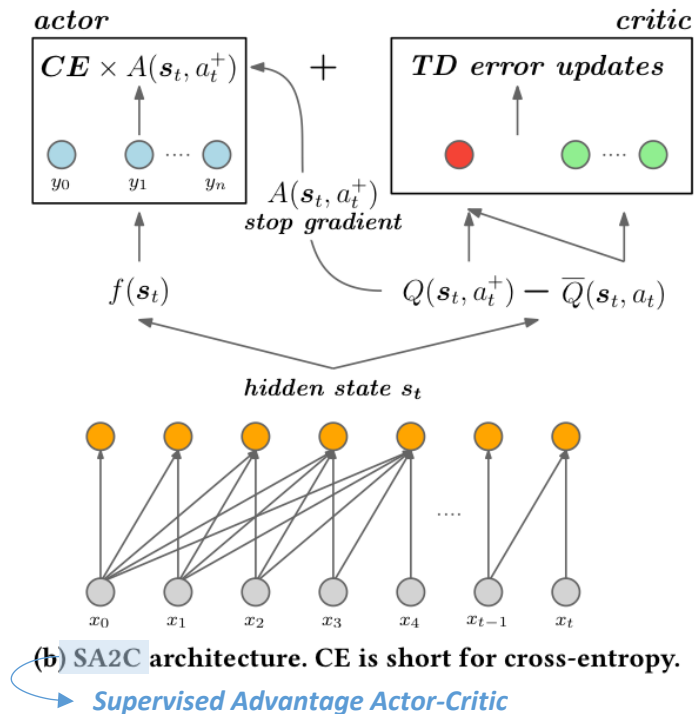 actor
critic
CE × A(s_t, a_t^+)
+
TD error updates
....
....
y_0 y_1 y_n
A(s_t, a_t^+)
stop gradient
f(s_t)
Q(s_t, a_t^+) − Q̅(s_t, a_t)
hidden state s_t
....
x_0 x_1 x_2 x_3 x_4 x_{t−1} x_t
(b) SA2C architecture. CE is short for cross-entropy.
Supervised Advantage Actor-Critic